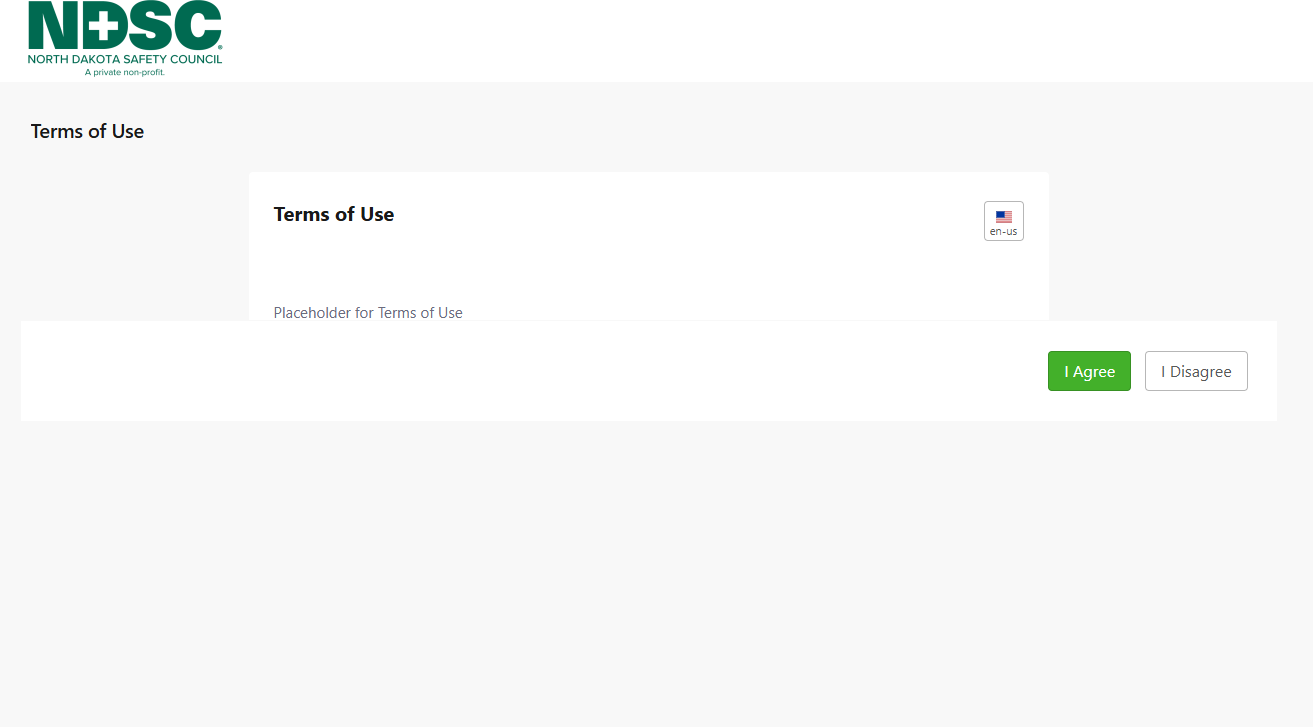 NDSC®
NORTH DAKOTA SAFETY COUNCIL
A private non-profit.
Terms of Use
Terms of Use
en-us
Placeholder for Terms of Use
I Agree
I Disagree